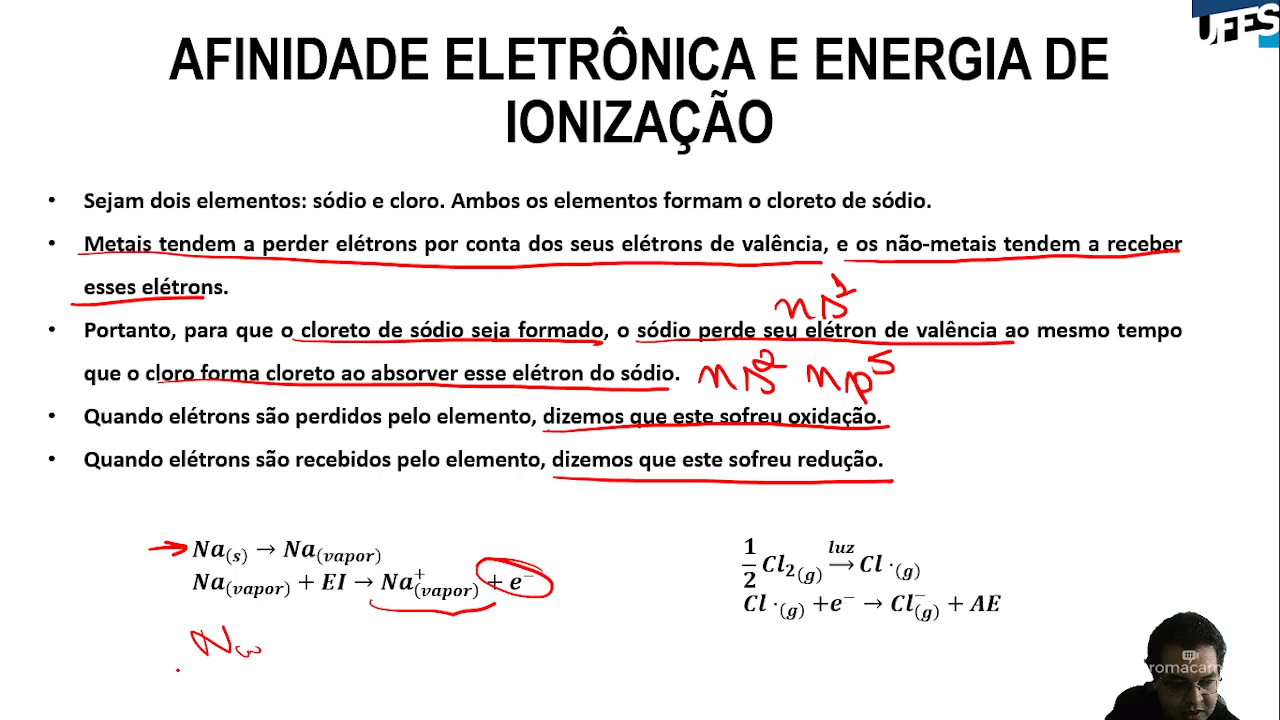 UFES
AFINIDADE ELETRÔNICA E ENERGIA DE
IONIZAÇÃO
• Sejam dois elementos: sódio e cloro. Ambos os elementos formam o cloreto de sódio.
• Metais tendem a perder elétrons por conta dos seus elétrons de valência, e os não-metais tendem a receber
esses elétrons.
ns¹
• Portanto, para que o cloreto de sódio seja formado, o sódio perde seu elétron de valência ao mesmo tempo
que o cloro forma cloreto ao absorver esse elétron do sódio. ns² np⁵
• Quando elétrons são perdidos pelo elemento, dizemos que este sofreu oxidação.
• Quando elétrons são recebidos pelo elemento, dizemos que este sofreu redução.
Na(s) → Na(vapor)
Na(vapor) + EI → Na⁺(vapor) + e⁻
Na
1/2 Cl₂(g) luz→ Cl·(g)
Cl·(g) +e⁻ → Cl⁻(g) + AE
romacam